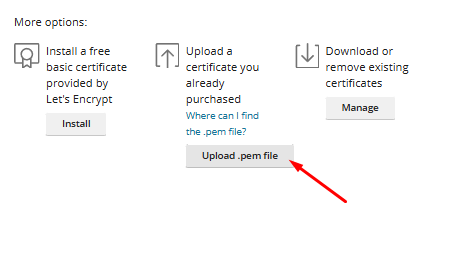 More options:
Install a free
basic certificate
provided by
Let's Encrypt
Install
Upload a
certificate you
already
purchased
Where can I find
the .pem file?
Upload .pem file
Download or
remove existing
certificates
Manage